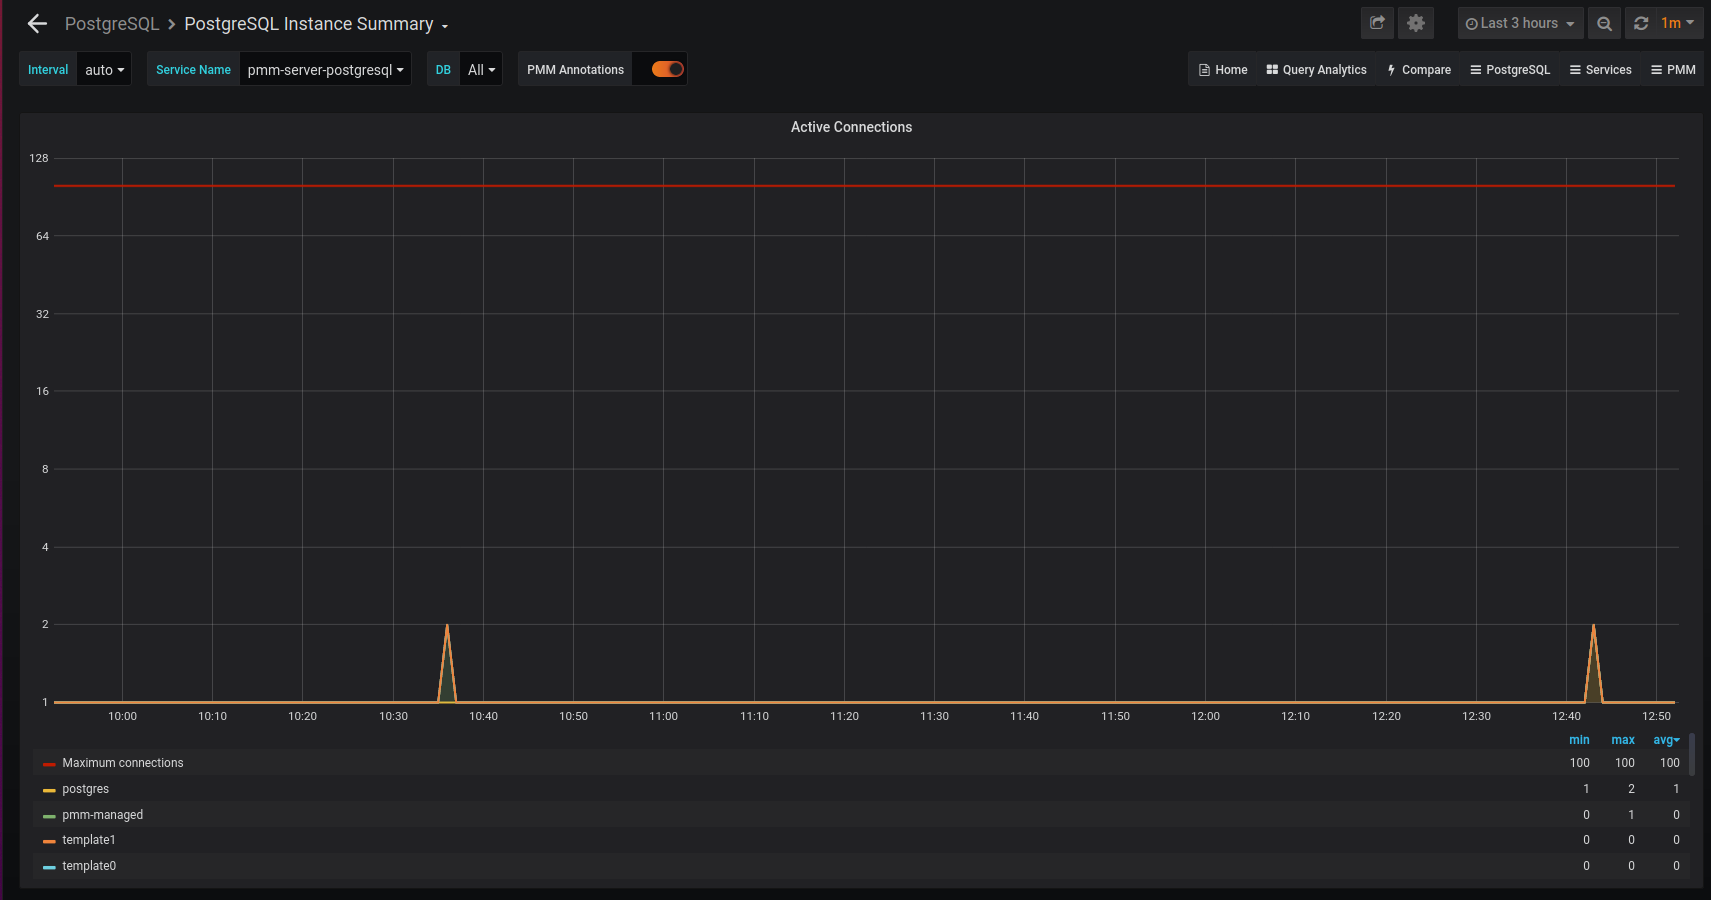 PostgreSQL > PostgreSQL Instance Summary
Last 3 hours 1m
Interval auto Service Name pmm-server-postgresql DB All PMM Annotations Home Query Analytics Compare PostgreSQL Services PMM
Active Connections
128
64
32
16
8
4
2
1
10:00 10:10 10:20 10:30 10:40 10:50 11:00 11:10 11:20 11:30 11:40 11:50 12:00 12:10 12:20 12:30 12:40 12:50
min max avg
Maximum connections 100 100 100
postgres 1 2 1
pmm-managed 0 1 0
template1 0 0 0
template0 0 0 0